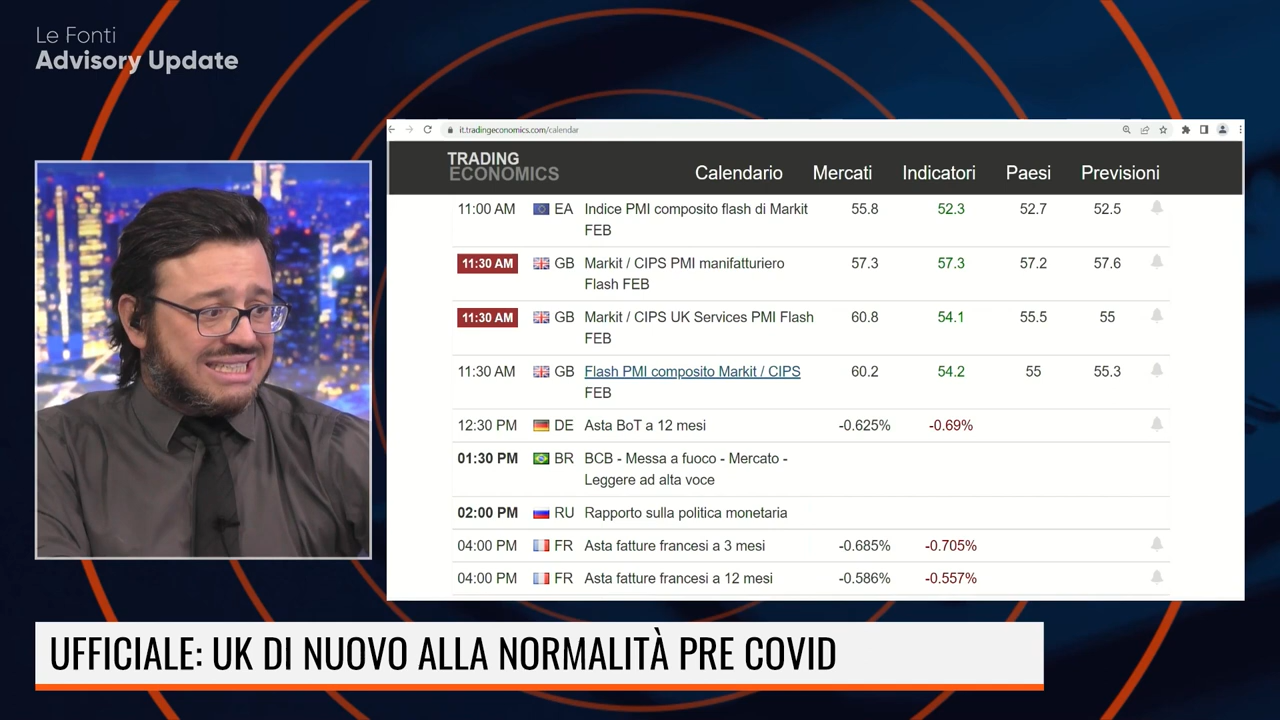 Le Fonti
Advisory Update
it.tradingeconomics.com/calendar
TRADING
ECONOMICS
Calendario Mercati Indicatori Paesi Previsioni
11:00 AM EA Indice PMI composito flash di Markit 55.8 52.3 52.7 52.5
FEB
11:30 AM GB Markit / CIPS PMI manifatturiero 57.3 57.3 57.2 57.6
Flash FEB
11:30 AM GB Markit / CIPS UK Services PMI Flash 60.8 54.1 55.5 55
FEB
11:30 AM GB Flash PMI composito Markit / CIPS 60.2 54.2 55 55.3
FEB
12:30 PM DE Asta BoT a 12 mesi -0.625% -0.69%
01:30 PM BR BCB - Messa a fuoco - Mercato -
Leggere ad alta voce
02:00 PM RU Rapporto sulla politica monetaria
04:00 PM FR Asta fatture francesi a 3 mesi -0.685% -0.705%
04:00 PM FR Asta fatture francesi a 12 mesi -0.586% -0.557%
UFFICIALE: UK DI NUOVO ALLA NORMALITÀ PRE COVID